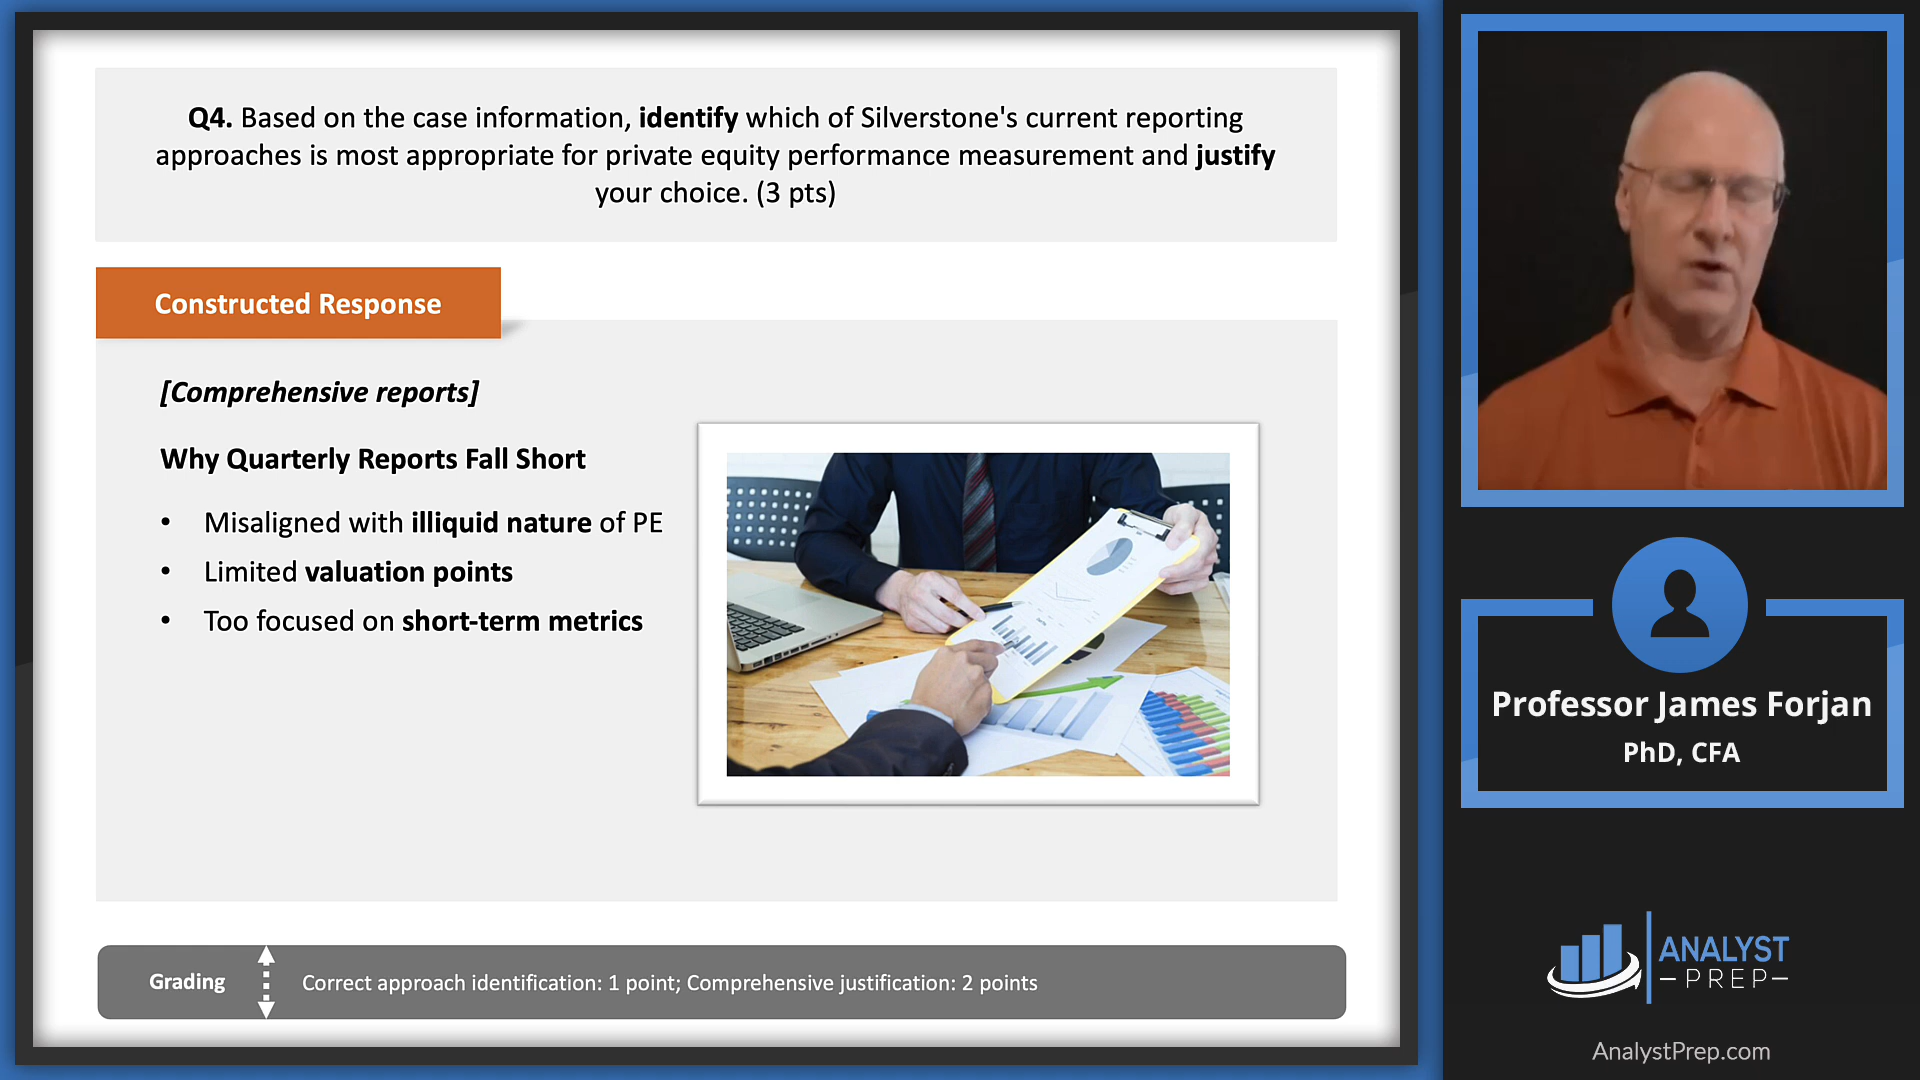 Q4. Based on the case information, identify which of Silverstone's current reporting
approaches is most appropriate for private equity performance measurement and justify
your choice. (3 pts)
Constructed Response
[Comprehensive reports]
Why Quarterly Reports Fall Short
• Misaligned with illiquid nature of PE
• Limited valuation points
• Too focused on short-term metrics
Grading
Correct approach identification: 1 point; Comprehensive justification: 2 points
Professor James Forjan
PhD, CFA
ANALYST
PREP
AnalystPrep.com